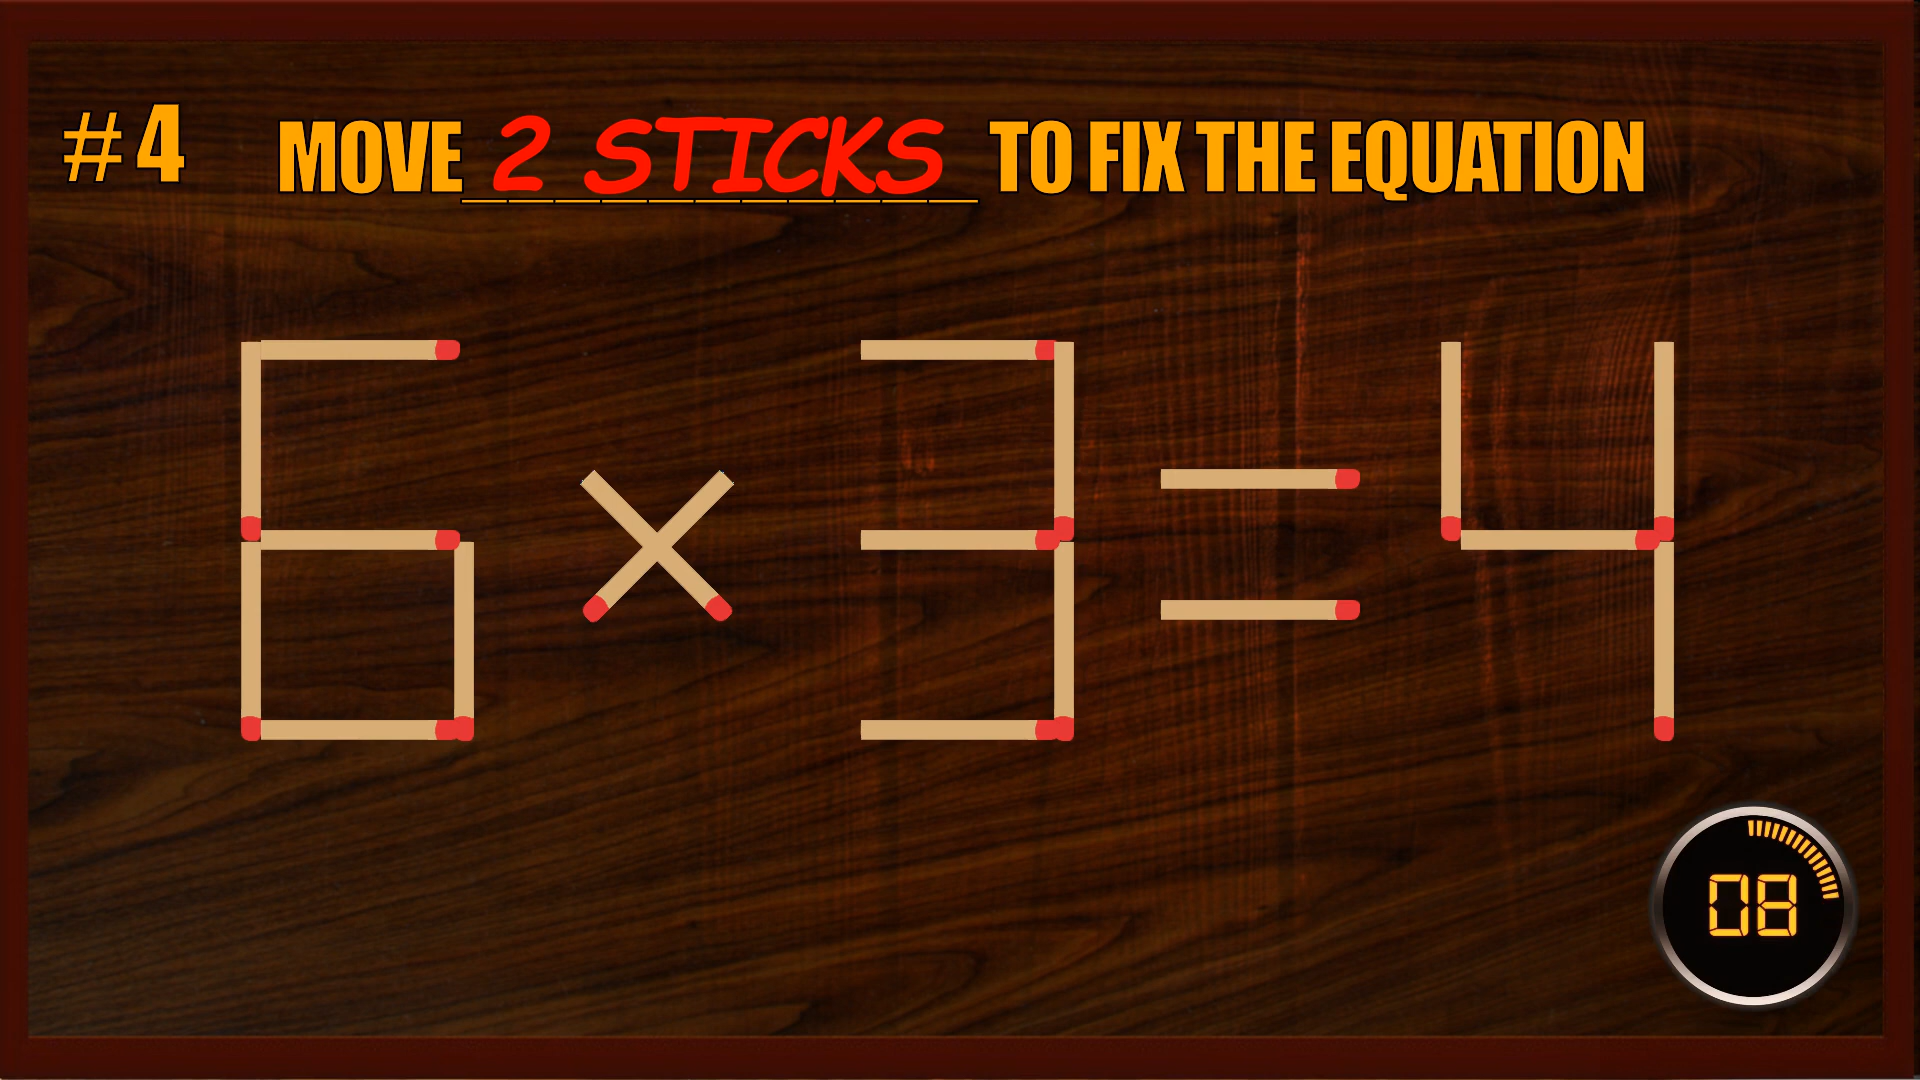 #4 MOVE 2 STICKS TO FIX THE EQUATION
6 × 3 = 4
08